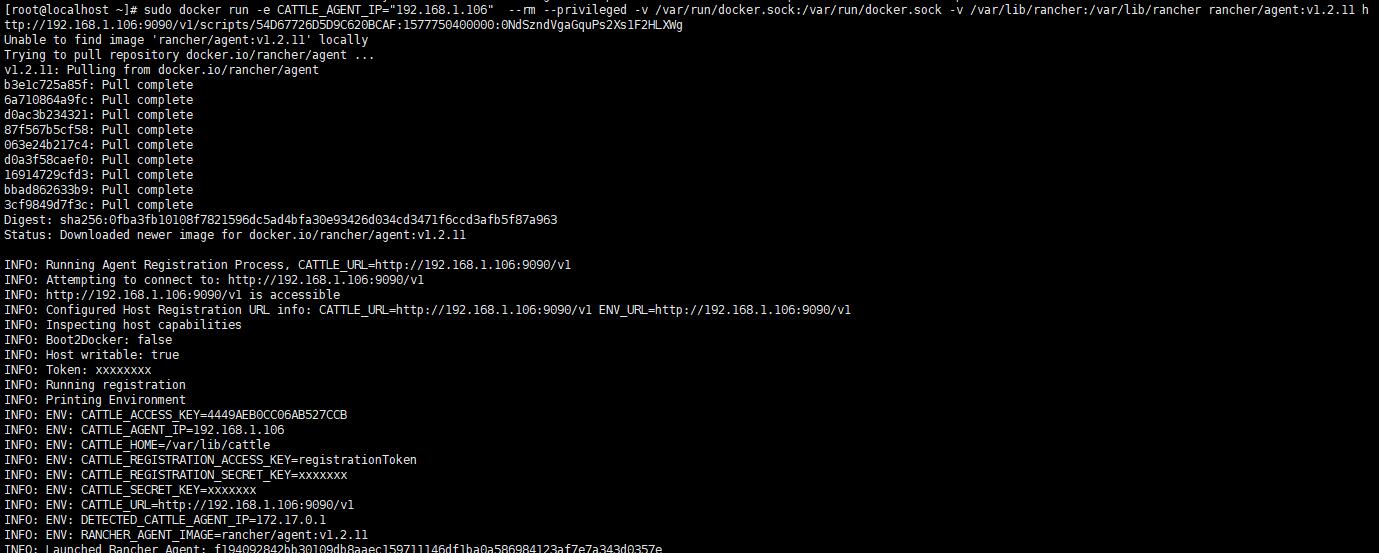 [root@localhost ~]# sudo docker run -e CATTLE_AGENT_IP="192.168.1.106"  --rm --privileged -v /var/run/docker.sock:/var/run/docker.sock -v /var/lib/rancher:/var/lib/rancher rancher/agent:v1.2.11 h
ttp://192.168.1.106:9090/v1/scripts/54D67726D5D9C620BCAF:1577750400000:0NdSzndVgaGquPs2Xs1F2HLXWg
Unable to find image 'rancher/agent:v1.2.11' locally
Trying to pull repository docker.io/rancher/agent ...
v1.2.11: Pulling from docker.io/rancher/agent
b3e1c725a85f: Pull complete
6a710864a9fc: Pull complete
d0ac3b234321: Pull complete
87f567b5cf58: Pull complete
063e24b217c4: Pull complete
d0a3f58caef0: Pull complete
16914729cfd3: Pull complete
bbad862633b9: Pull complete
3cf9849d7f3c: Pull complete
Digest: sha256:0fba3fb10108f7821596dc5ad4bfa30e93426d034cd3471f6ccd3afb5f87a963
Status: Downloaded newer image for docker.io/rancher/agent:v1.2.11
INFO: Running Agent Registration Process, CATTLE_URL=http://192.168.1.106:9090/v1
INFO: Attempting to connect to: http://192.168.1.106:9090/v1
INFO: http://192.168.1.106:9090/v1 is accessible
INFO: Configured Host Registration URL info: CATTLE_URL=http://192.168.1.106:9090/v1 ENV_URL=http://192.168.1.106:9090/v1
INFO: Inspecting host capabilities
INFO: Boot2Docker: false
INFO: Host writable: true
INFO: Token: xxxxxxxx
INFO: Running registration
INFO: Printing Environment
INFO: ENV: CATTLE_ACCESS_KEY=4449AEB0CC06AB527CCB
INFO: ENV: CATTLE_AGENT_IP=192.168.1.106
INFO: ENV: CATTLE_HOME=/var/lib/cattle
INFO: ENV: CATTLE_REGISTRATION_ACCESS_KEY=registrationToken
INFO: ENV: CATTLE_REGISTRATION_SECRET_KEY=xxxxxxx
INFO: ENV: CATTLE_SECRET_KEY=xxxxxxx
INFO: ENV: CATTLE_URL=http://192.168.1.106:9090/v1
INFO: ENV: DETECTED_CATTLE_AGENT_IP=172.17.0.1
INFO: ENV: RANCHER_AGENT_IMAGE=rancher/agent:v1.2.11
INFO: Launched Rancher Agent: f194092842bb30109db8aaec159711146df1ba0a586984123af7e7a343d0357e